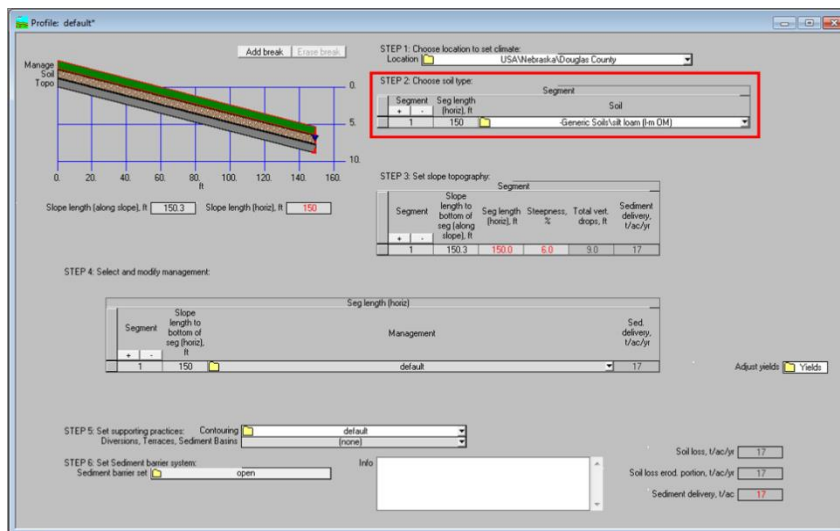 Profile: default*
Add break Erase break
STEP 1: Choose location to set climate:
Location USA\Nebraska\Douglas County
Manage
Soil
Topo
0.
5.
10.
0. 20. 40. 60. 80. 100. 120. 140. 160.
ft
Slope length (along slope), ft 150.3 Slope length (horiz), ft 150
STEP 2: Choose soil type:
Segment
Segment Seg length (horiz), ft Soil
+ -
1 150 -Generic Soils\silt loam (l-m OM)
STEP 3: Set slope topography:
Segment
Segment Slope length to bottom of seg (along slope), ft Seg length (horiz), ft Steepness, % Total vert. drops, ft Sediment delivery, t/ac/yr
+ -
1 150.3 150.0 6.0 9.0 17
STEP 4: Select and modify management:
Seg length (horiz)
Segment Slope length to bottom of seg (horiz), ft Management Sed. delivery, t/ac/yr
+ -
1 150 default 17
Adjust yields Yields
STEP 5: Set supporting practices: Contouring default
Diversions, Terraces, Sediment Basins (none)
STEP 6: Set Sediment barrier system:
Sediment barrier set open
Info
Soil loss, t/ac/yr 17
Soil loss erod. portion, t/ac/yr 17
Sediment delivery, t/ac 17